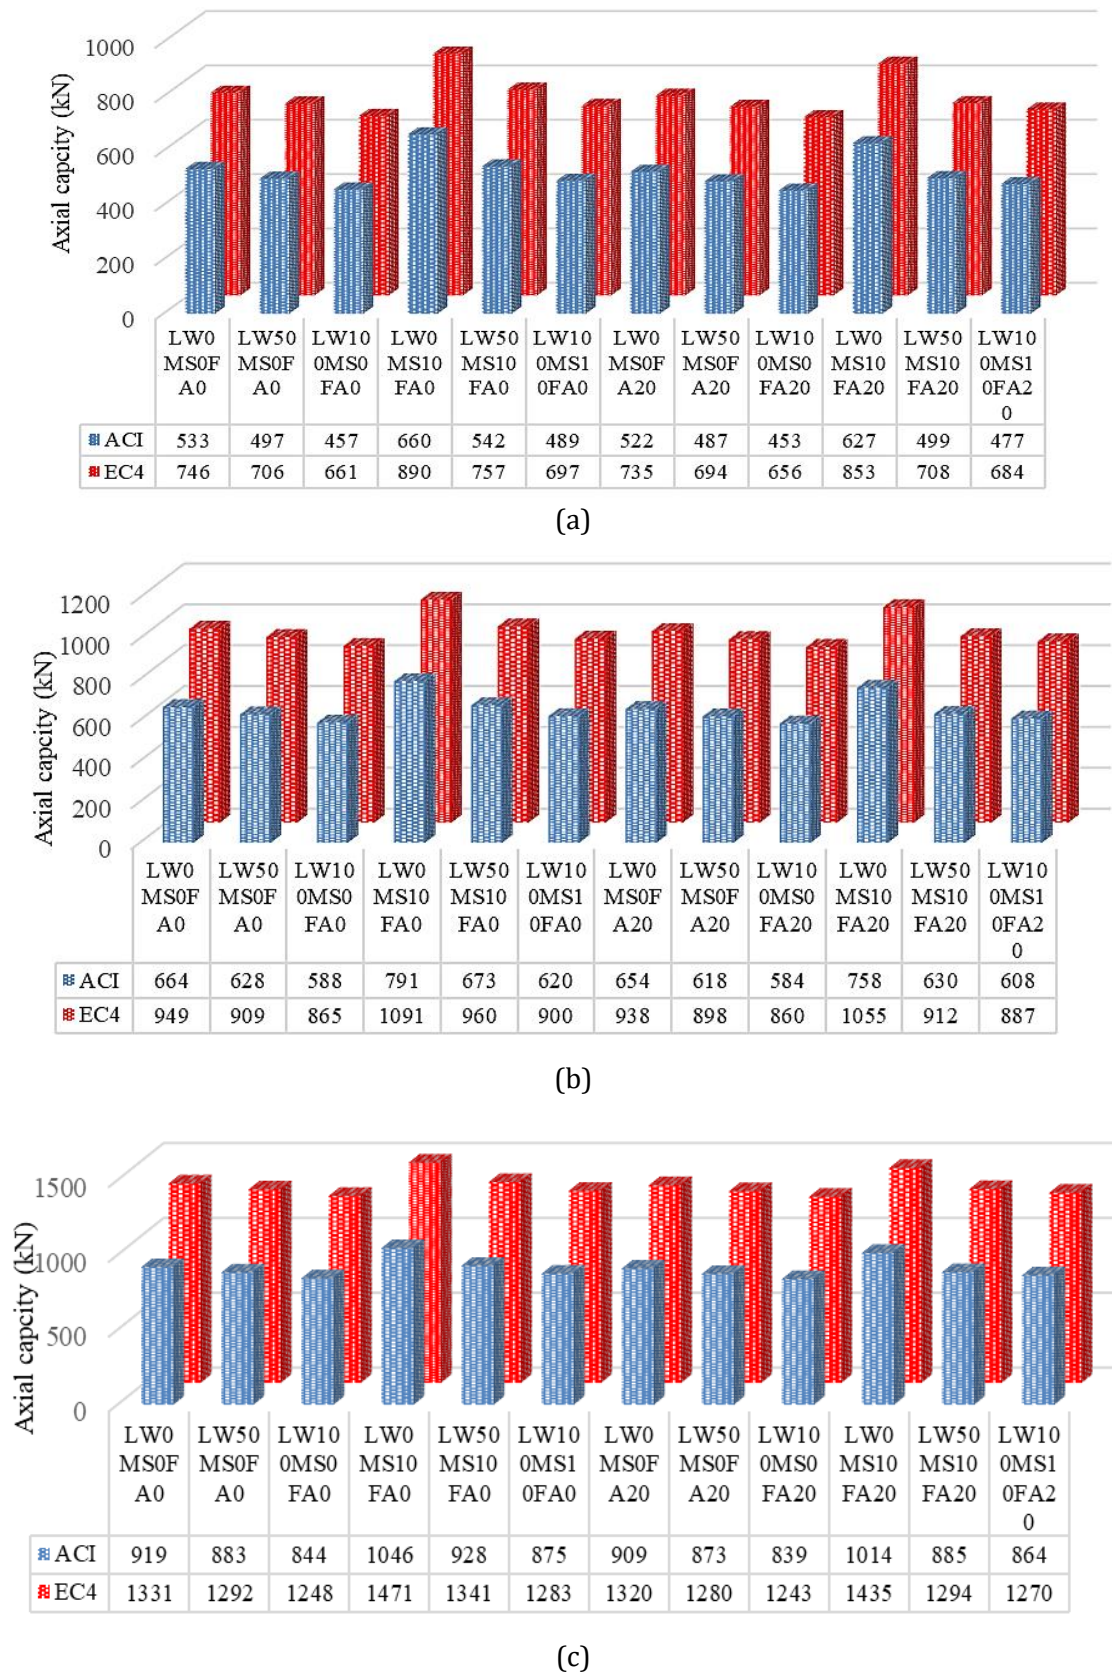 Axial capcity (kN)
1000
800
600
400
200
0
LW0 MS0F A0
LW50 MS0F A0
LW10 0MS0 FA0
LW0 MS10 FA0
LW50 MS10 FA0
LW10 0MS1 0FA0
LW0 MS0F A20
LW50 MS0F A20
LW10 0MS0 FA20
LW0 MS10 FA20
LW50 MS10 FA20
LW10 0MS1 0FA2 0
ACI 533 497 457 660 542 489 522 487 453 627 499 477
EC4 746 706 661 890 757 697 735 694 656 853 708 684
(a)
Axial capcity (kN)
1200
1000
800
600
400
200
0
LW0 MS0F A0
LW50 MS0F A0
LW10 0MS0 FA0
LW0 MS10 FA0
LW50 MS10 FA0
LW10 0MS1 0FA0
LW0 MS0F A20
LW50 MS0F A20
LW10 0MS0 FA20
LW0 MS10 FA20
LW50 MS10 FA20
LW10 0MS1 0FA2 0
ACI 664 628 588 791 673 620 654 618 584 758 630 608
EC4 949 909 865 1091 960 900 938 898 860 1055 912 887
(b)
Axial capcity (kN)
1500
1000
500
0
LW0 MS0F A0
LW50 MS0F A0
LW10 0MS0 FA0
LW0 MS10 FA0
LW50 MS10 FA0
LW10 0MS1 0FA0
LW0 MS0F A20
LW50 MS0F A20
LW10 0MS0 FA20
LW0 MS10 FA20
LW50 MS10 FA20
LW10 0MS1 0FA2 0
ACI 919 883 844 1046 928 875 909 873 839 1014 885 864
EC4 1331 1292 1248 1471 1341 1283 1320 1280 1243 1435 1294 1270
(c)